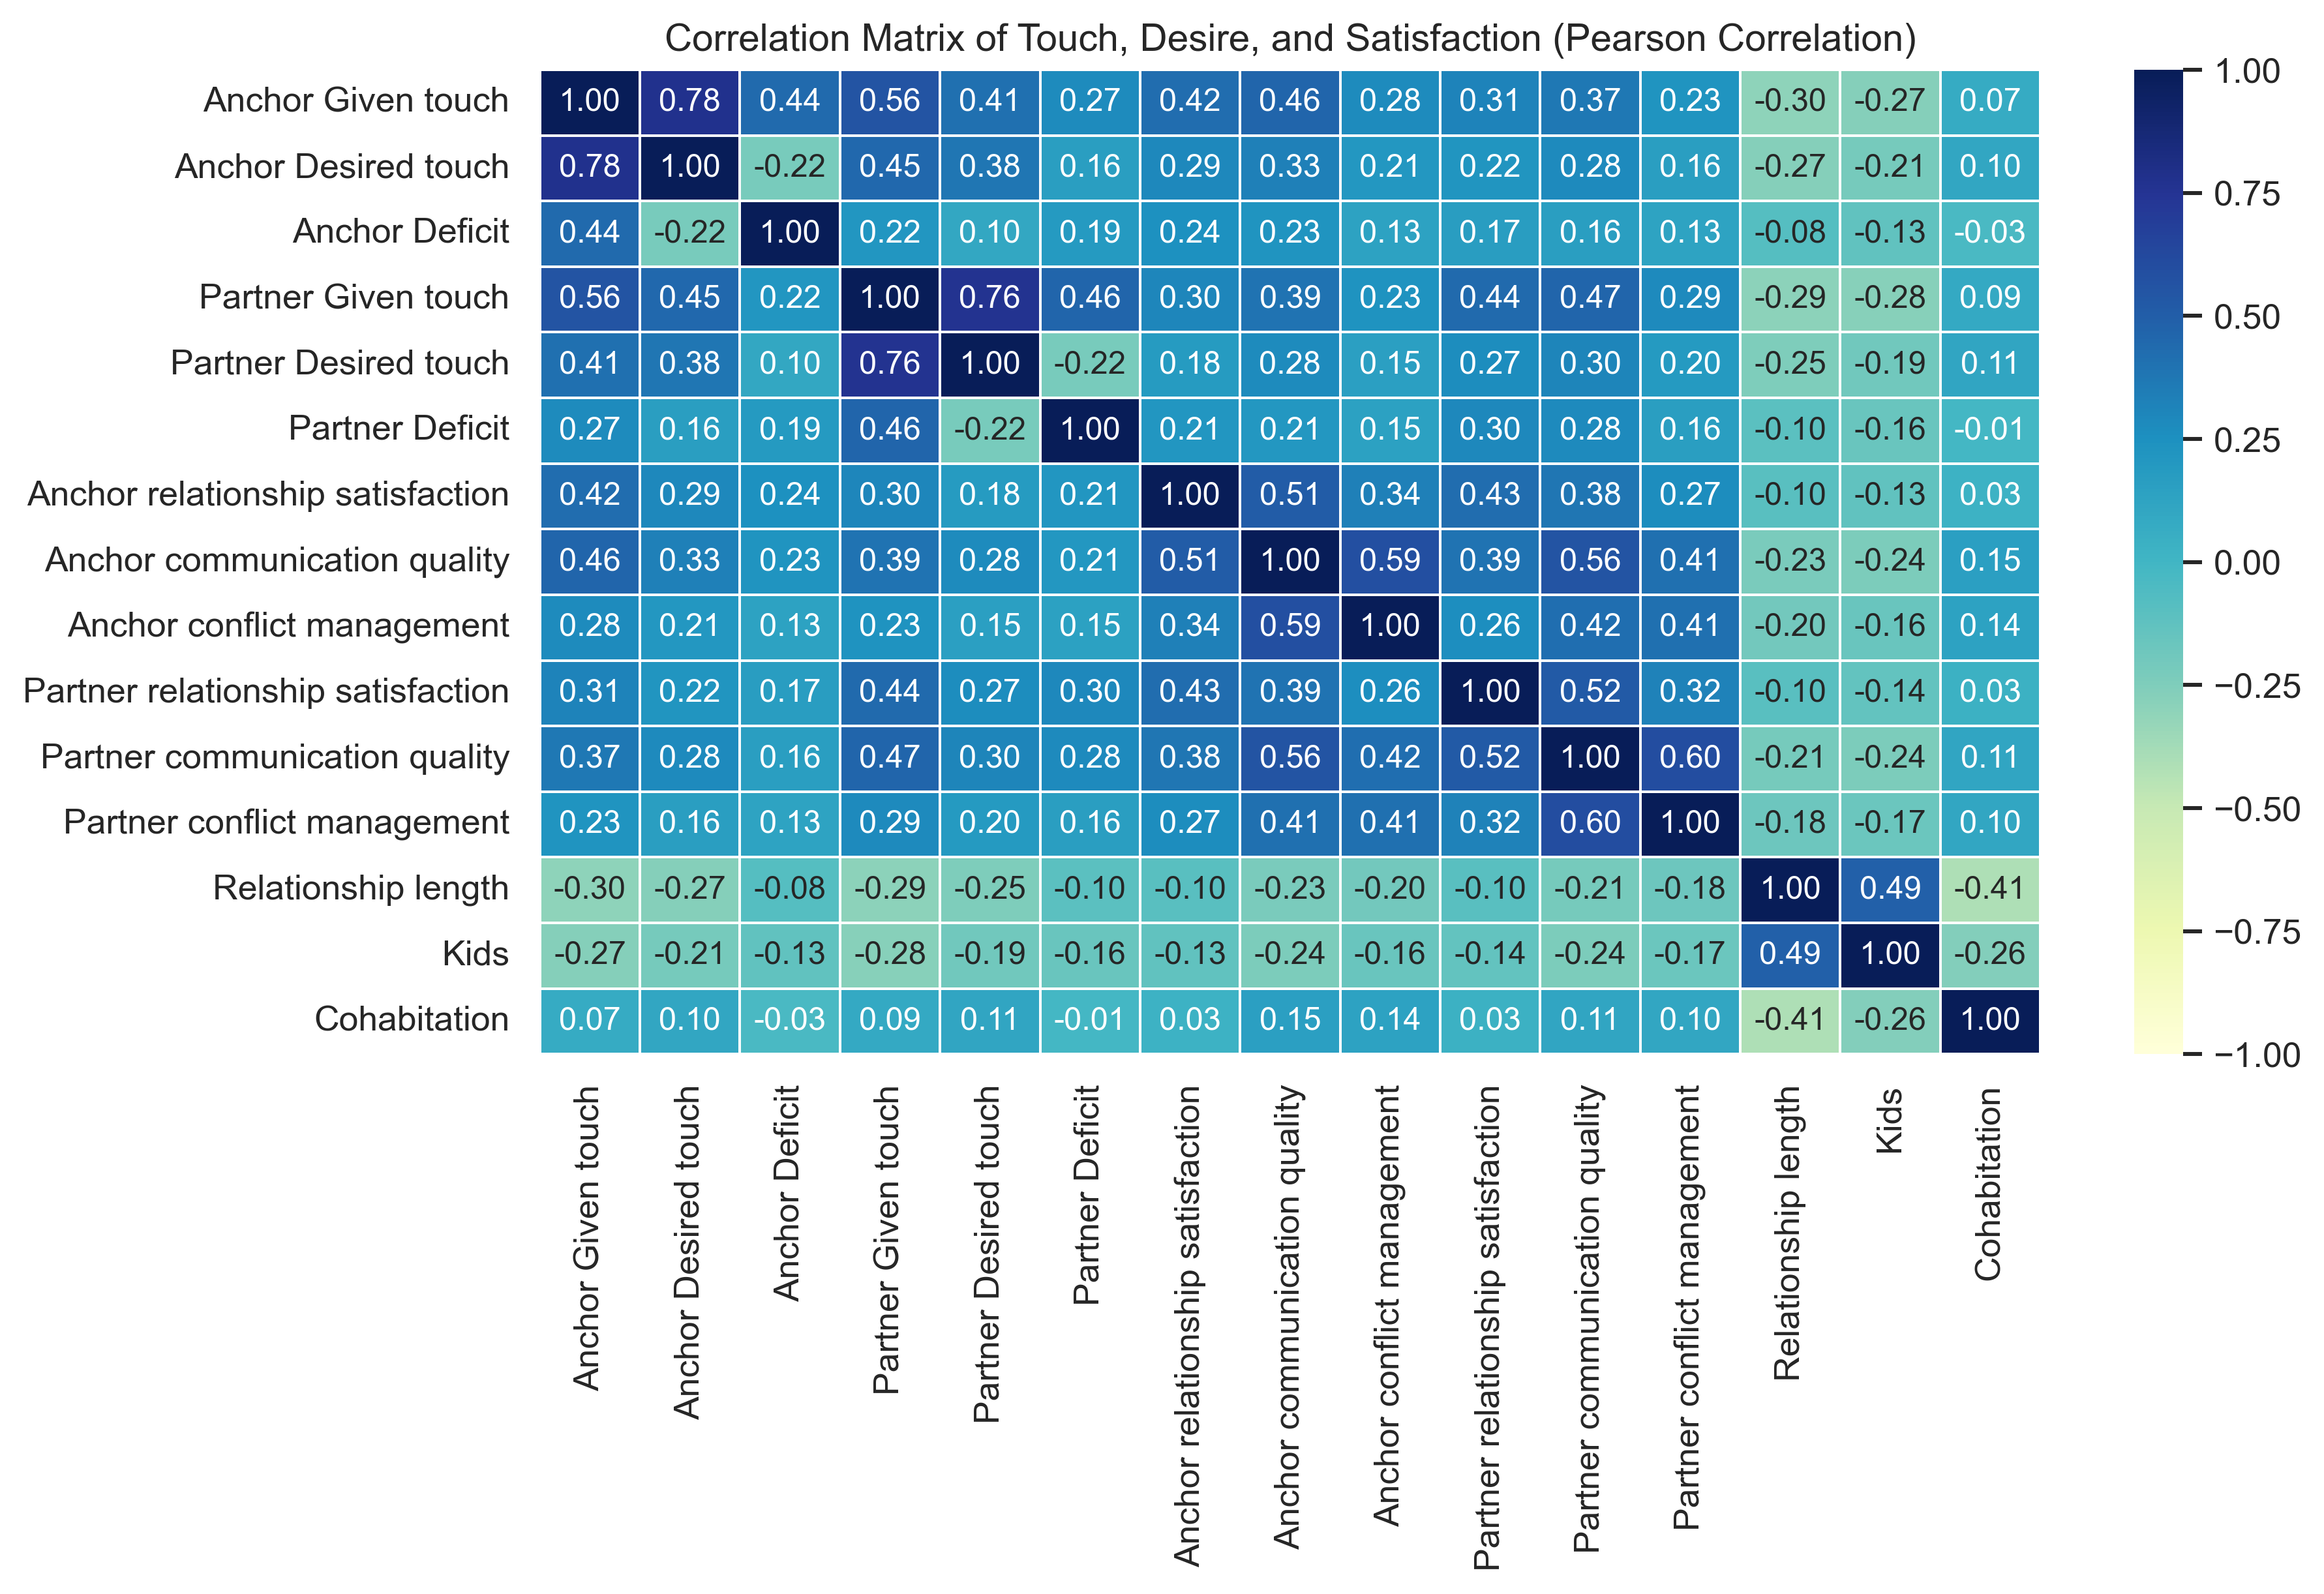 Correlation Matrix of Touch, Desire, and Satisfaction (Pearson Correlation)
Anchor Given touch 1.00 0.78 0.44 0.56 0.41 0.27 0.42 0.46 0.28 0.31 0.37 0.23 -0.30 -0.27 0.07
Anchor Desired touch 0.78 1.00 -0.22 0.45 0.38 0.16 0.29 0.33 0.21 0.22 0.28 0.16 -0.27 -0.21 0.10
Anchor Deficit 0.44 -0.22 1.00 0.22 0.10 0.19 0.24 0.23 0.13 0.17 0.16 0.13 -0.08 -0.13 -0.03
Partner Given touch 0.56 0.45 0.22 1.00 0.76 0.46 0.30 0.39 0.23 0.44 0.47 0.29 -0.29 -0.28 0.09
Partner Desired touch 0.41 0.38 0.10 0.76 1.00 -0.22 0.18 0.28 0.15 0.27 0.30 0.20 -0.25 -0.19 0.11
Partner Deficit 0.27 0.16 0.19 0.46 -0.22 1.00 0.21 0.21 0.15 0.30 0.28 0.16 -0.10 -0.16 -0.01
Anchor relationship satisfaction 0.42 0.29 0.24 0.30 0.18 0.21 1.00 0.51 0.34 0.43 0.38 0.27 -0.10 -0.13 0.03
Anchor communication quality 0.46 0.33 0.23 0.39 0.28 0.21 0.51 1.00 0.59 0.39 0.56 0.41 -0.23 -0.24 0.15
Anchor conflict management 0.28 0.21 0.13 0.23 0.15 0.15 0.34 0.59 1.00 0.26 0.42 0.41 -0.20 -0.16 0.14
Partner relationship satisfaction 0.31 0.22 0.17 0.44 0.27 0.30 0.43 0.39 0.26 1.00 0.52 0.32 -0.10 -0.14 0.03
Partner communication quality 0.37 0.28 0.16 0.47 0.30 0.28 0.38 0.56 0.42 0.52 1.00 0.60 -0.21 -0.24 0.11
Partner conflict management 0.23 0.16 0.13 0.29 0.20 0.16 0.27 0.41 0.41 0.32 0.60 1.00 -0.18 -0.17 0.10
Relationship length -0.30 -0.27 -0.08 -0.29 -0.25 -0.10 -0.10 -0.23 -0.20 -0.10 -0.21 -0.18 1.00 0.49 -0.41
Kids -0.27 -0.21 -0.13 -0.28 -0.19 -0.16 -0.13 -0.24 -0.16 -0.14 -0.24 -0.17 0.49 1.00 -0.26
Cohabitation 0.07 0.10 -0.03 0.09 0.11 -0.01 0.03 0.15 0.14 0.03 0.11 0.10 -0.41 -0.26 1.00
Anchor Given touch
Anchor Desired touch
Anchor Deficit
Partner Given touch
Partner Desired touch
Partner Deficit
Anchor relationship satisfaction
Anchor communication quality
Anchor conflict management
Partner relationship satisfaction
Partner communication quality
Partner conflict management
Relationship length
Kids
Cohabitation
1.00
0.75
0.50
0.25
0.00
−0.25
−0.50
−0.75
−1.00